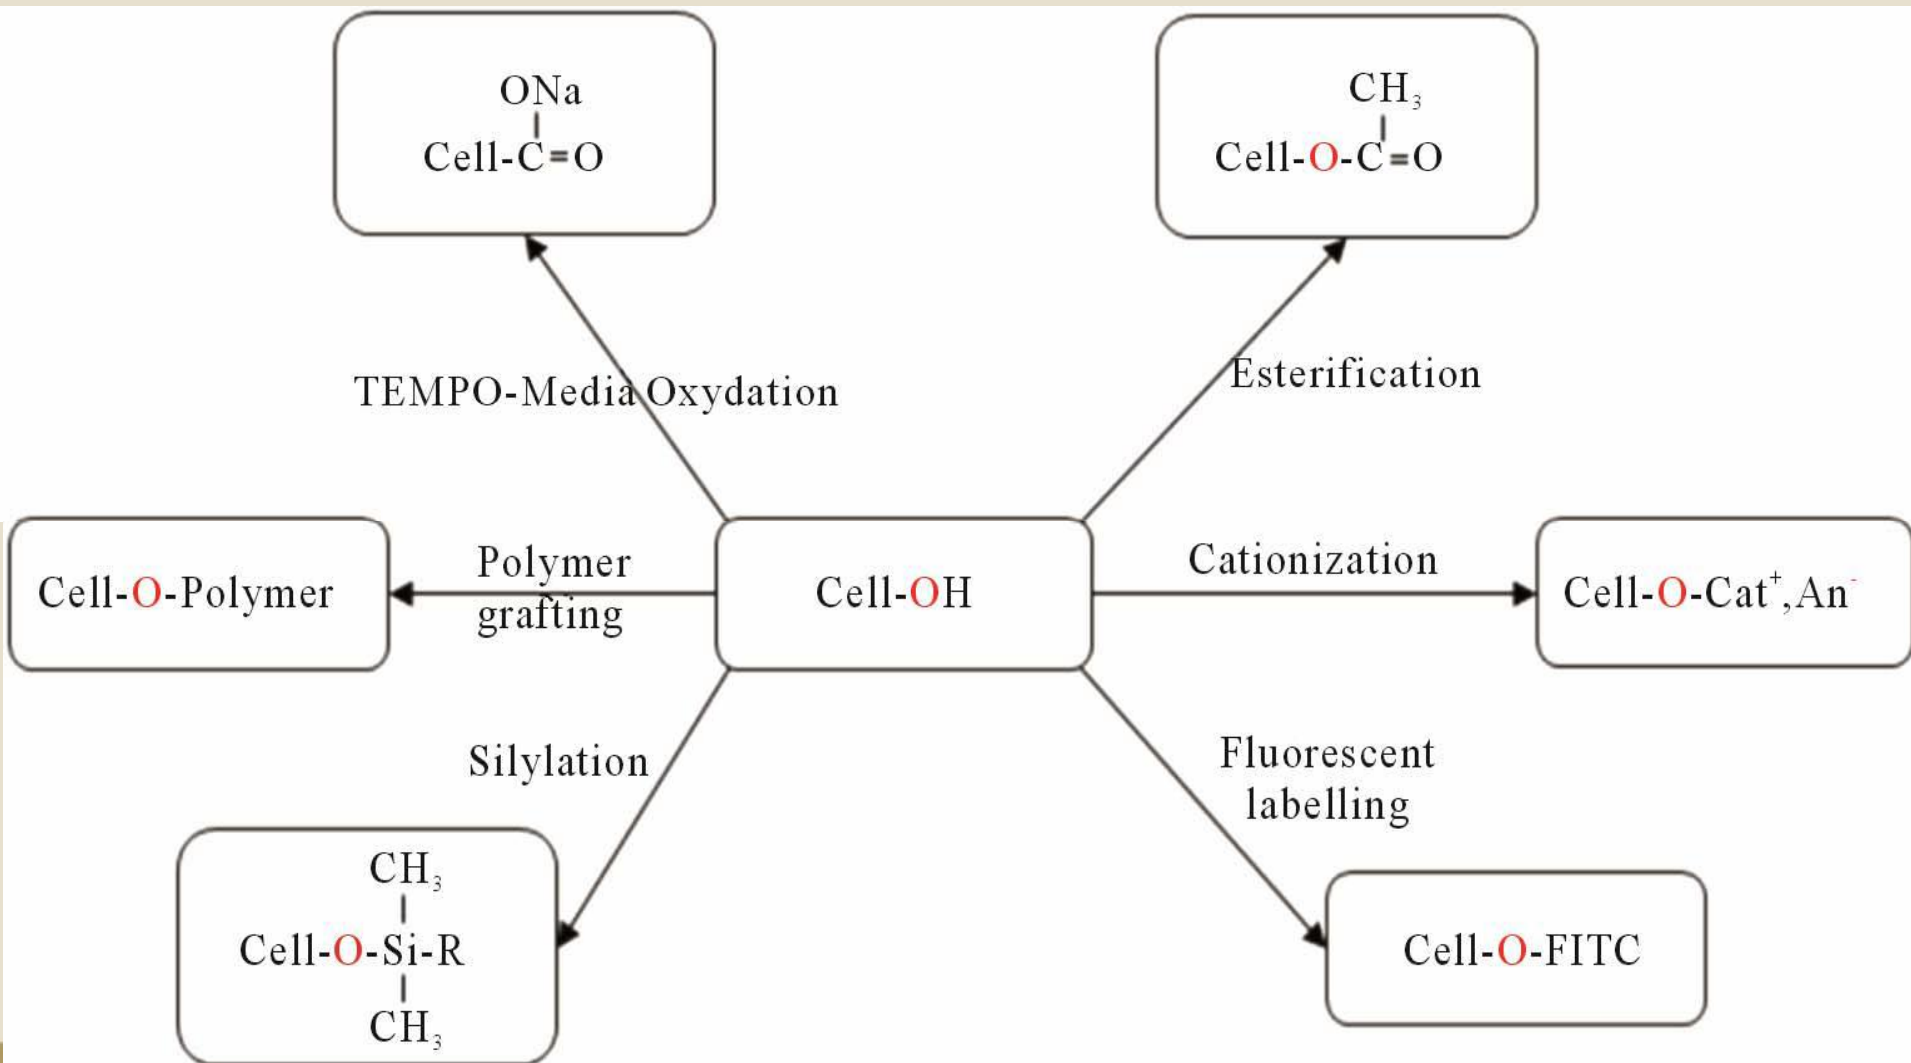 ONa
Cell-C=O
CH₃
Cell-O-C=O
TEMPO-Media Oxydation
Esterification
Cell-O-Polymer
Polymer
grafting
Cell-OH
Cationization
Cell-O-Cat⁺,An⁻
Silylation
Fluorescent
labelling
CH₃
Cell-O-Si-R
CH₃
Cell-O-FITC